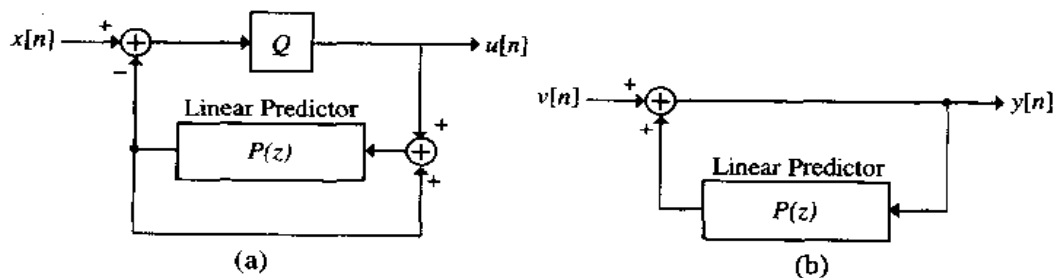 x[n]
+
+
−
Q
u[n]
Linear Predictor
P(z)
+
+
+
(a)
v[n]
+
+
+
y[n]
Linear Predictor
P(z)
(b)